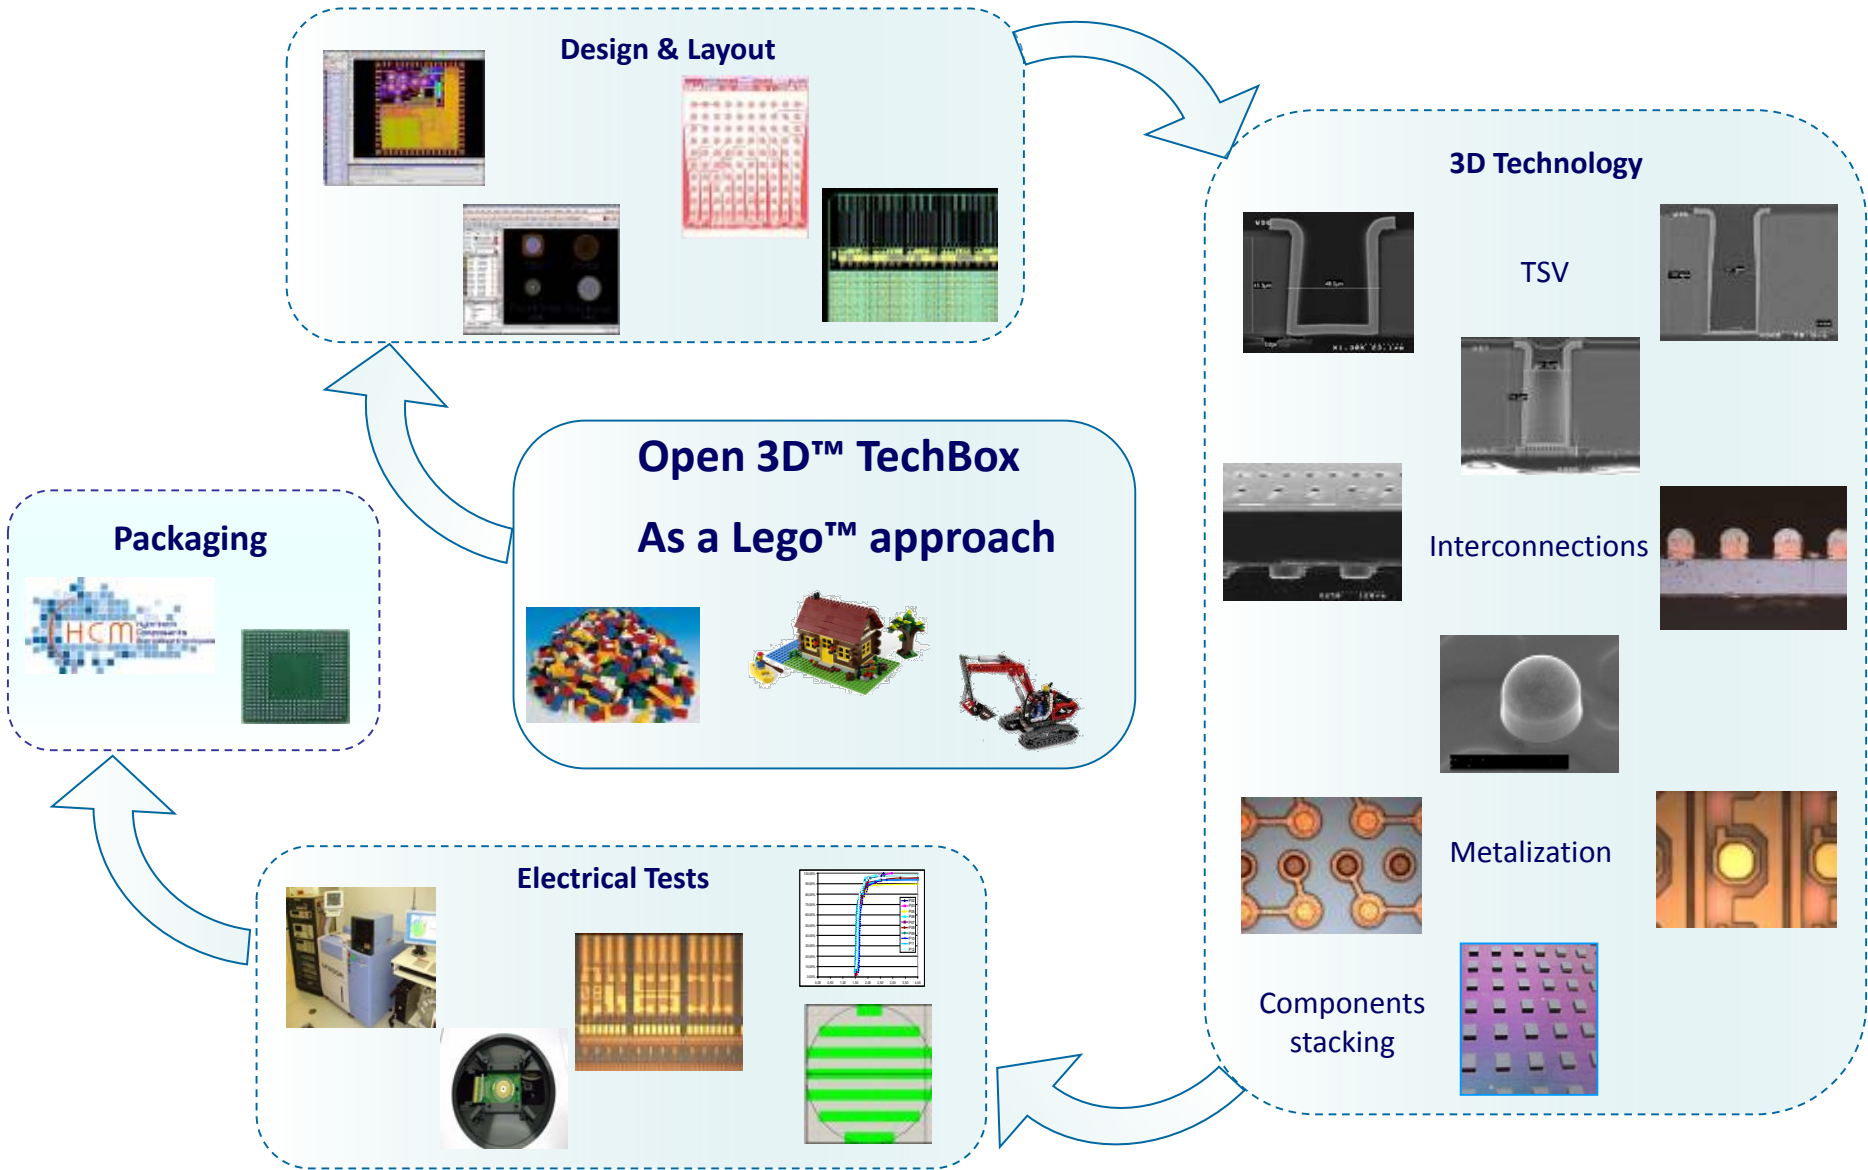 Design & Layout
3D Technology
TSV
Open 3D™ TechBox
As a Lego™ approach
Packaging
HCM
Interconnections
Metalization
Electrical Tests
Components
stacking